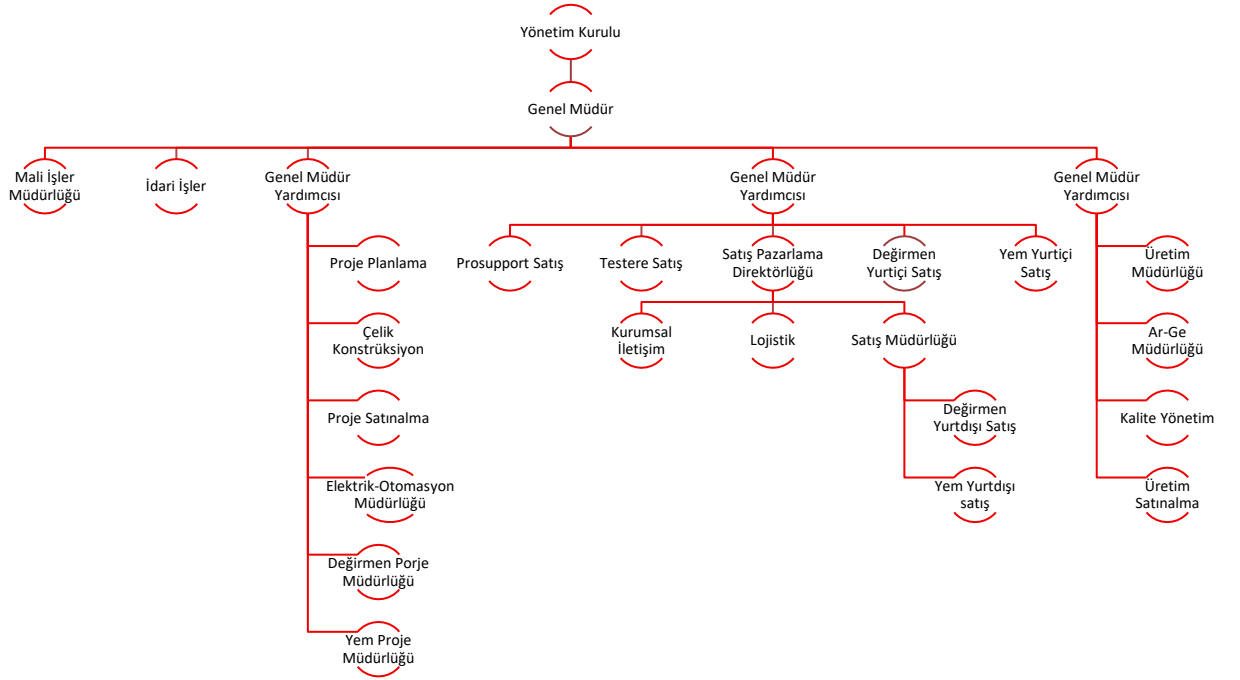 Yönetim Kurulu
Genel Müdür
Mali İşler
Müdürlüğü
İdari İşler
Genel Müdür
Yardımcısı
Proje Planlama
Çelik
Konstrüksiyon
Proje Satınalma
Elektrik-Otomasyon
Müdürlüğü
Değirmen Porje
Müdürlüğü
Yem Proje
Müdürlüğü
Genel Müdür
Yardımcısı
Prosupport Satış
Testere Satış
Satış Pazarlama
Direktörlüğü
Kurumsal
İletişim
Lojistik
Satış Müdürlüğü
Değirmen
Yurtdışı Satış
Yem Yurtdışı
satış
Değirmen
Yurtiçi Satış
Yem Yurtiçi
Satış
Genel Müdür
Yardımcısı
Üretim
Müdürlüğü
Ar-Ge
Müdürlüğü
Kalite Yönetim
Üretim
Satınalma